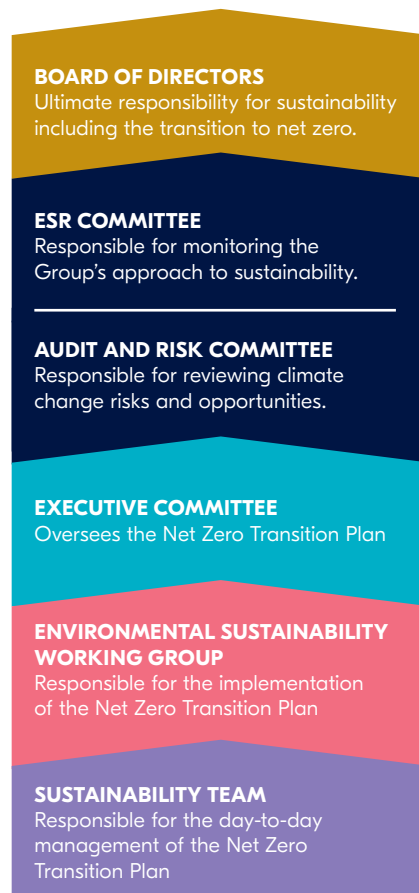 BOARD OF DIRECTORS
Ultimate responsibility for sustainability
including the transition to net zero.
ESR COMMITTEE
Responsible for monitoring the
Group’s approach to sustainability.
AUDIT AND RISK COMMITTEE
Responsible for reviewing climate
change risks and opportunities.
EXECUTIVE COMMITTEE
Oversees the Net Zero Transition Plan
ENVIRONMENTAL SUSTAINABILITY
WORKING GROUP
Responsible for the implementation
of the Net Zero Transition Plan
SUSTAINABILITY TEAM
Responsible for the day-to-day
management of the Net Zero
Transition Plan